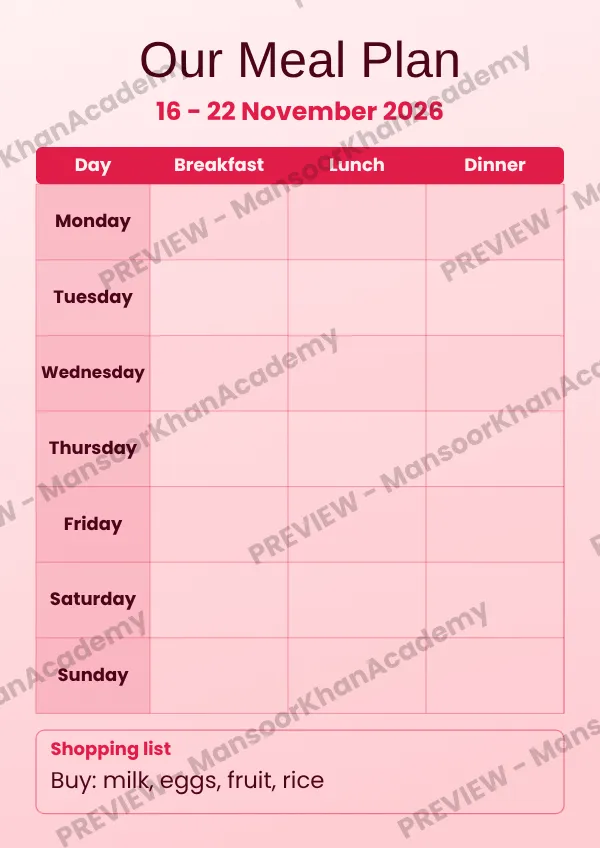 Our Meal Plan
16 - 22 November 2026
Day Breakfast Lunch Dinner
Monday
Tuesday
Wednesday
Thursday
Friday
Saturday
Sunday
Shopping list
Buy: milk, eggs, fruit, rice
PREVIEW - MansoorKhanAcademy